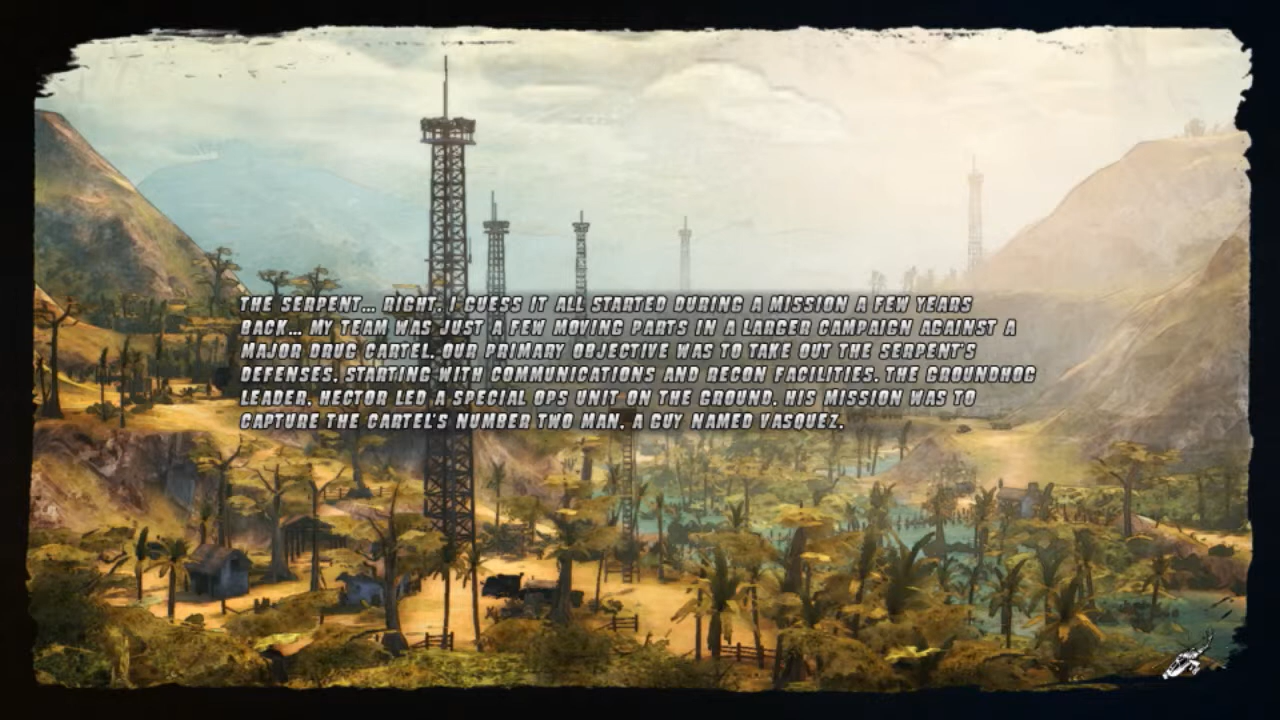 THE SERPENT... RIGHT. I GUESS IT ALL STARTED DURING A MISSION A FEW YEARS
BACK... MY TEAM WAS JUST A FEW MOVING PARTS IN A LARGER CAMPAIGN AGAINST A
MAJOR DRUG CARTEL. OUR PRIMARY OBJECTIVE WAS TO TAKE OUT THE SERPENT'S
DEFENSES, STARTING WITH COMMUNICATIONS AND RECON FACILITIES. THE GROUNDHOG
LEADER, HECTOR LED A SPECIAL OPS UNIT ON THE GROUND. HIS MISSION WAS TO
CAPTURE THE CARTEL'S NUMBER TWO MAN, A GUY NAMED VASQUEZ.